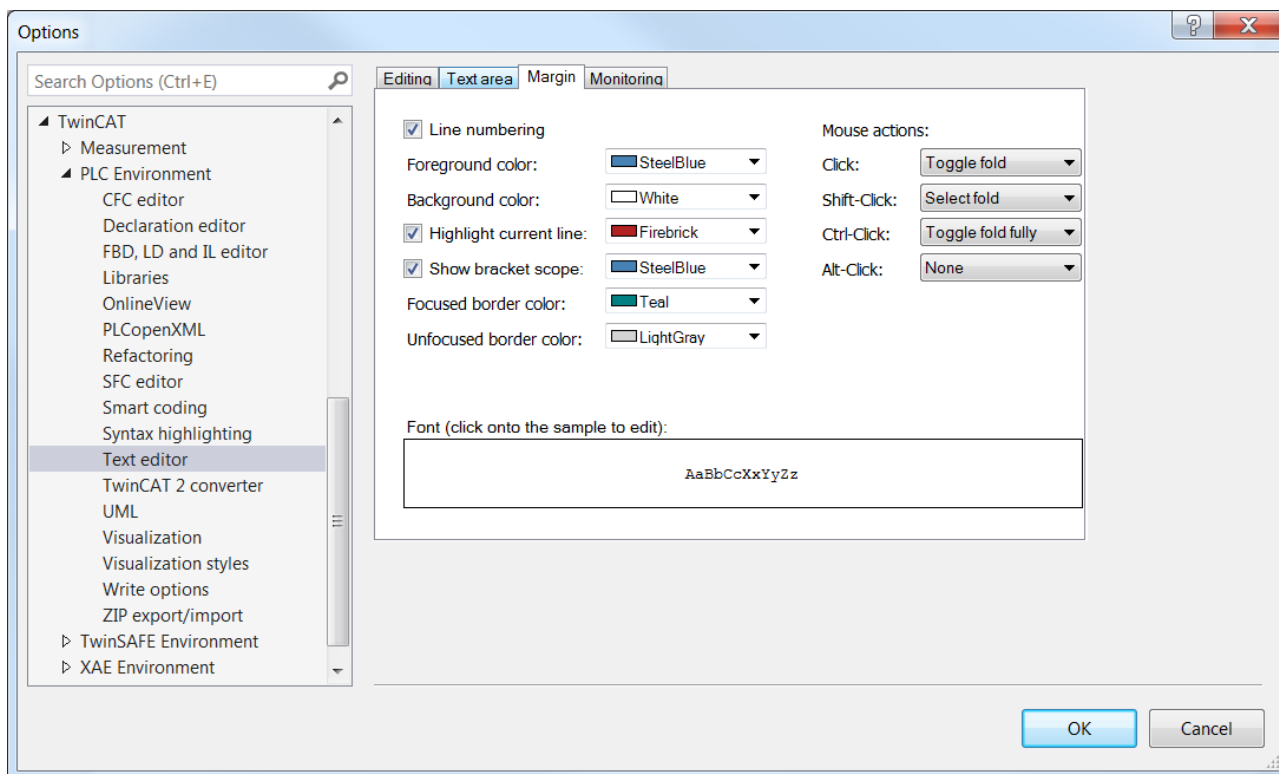 Options
Search Options (Ctrl+E)
TwinCAT
Measurement
PLC Environment
CFC editor
Declaration editor
FBD, LD and IL editor
Libraries
OnlineView
PLCopenXML
Refactoring
SFC editor
Smart coding
Syntax highlighting
Text editor
TwinCAT 2 converter
UML
Visualization
Visualization styles
Write options
ZIP export/import
TwinSAFE Environment
XAE Environment
Editing Text area Margin Monitoring
Line numbering
Foreground color: SteelBlue
Background color: White
Highlight current line: Firebrick
Show bracket scope: SteelBlue
Focused border color: Teal
Unfocused border color: LightGray
Mouse actions:
Click: Toggle fold
Shift-Click: Select fold
Ctrl-Click: Toggle fold fully
Alt-Click: None
Font (click onto the sample to edit):
AaBbCcXxYyZz
OK Cancel